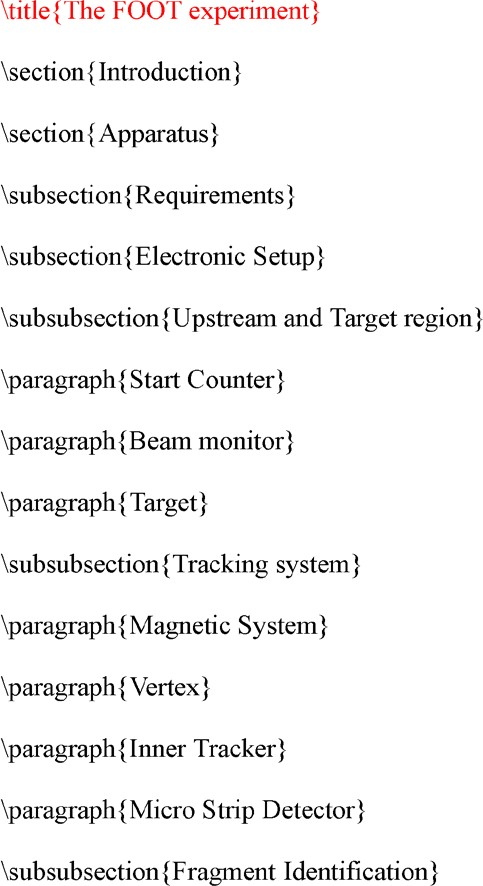 \title{The FOOT experiment}
\section{Introduction}
\section{Apparatus}
\subsection{Requirements}
\subsection{Electronic Setup}
\subsubsection{Upstream and Target region}
\paragraph{Start Counter}
\paragraph{Beam monitor}
\paragraph{Target}
\subsubsection{Tracking system}
\paragraph{Magnetic System}
\paragraph{Vertex}
\paragraph{Inner Tracker}
\paragraph{Micro Strip Detector}
\subsubsection{Fragment Identification}